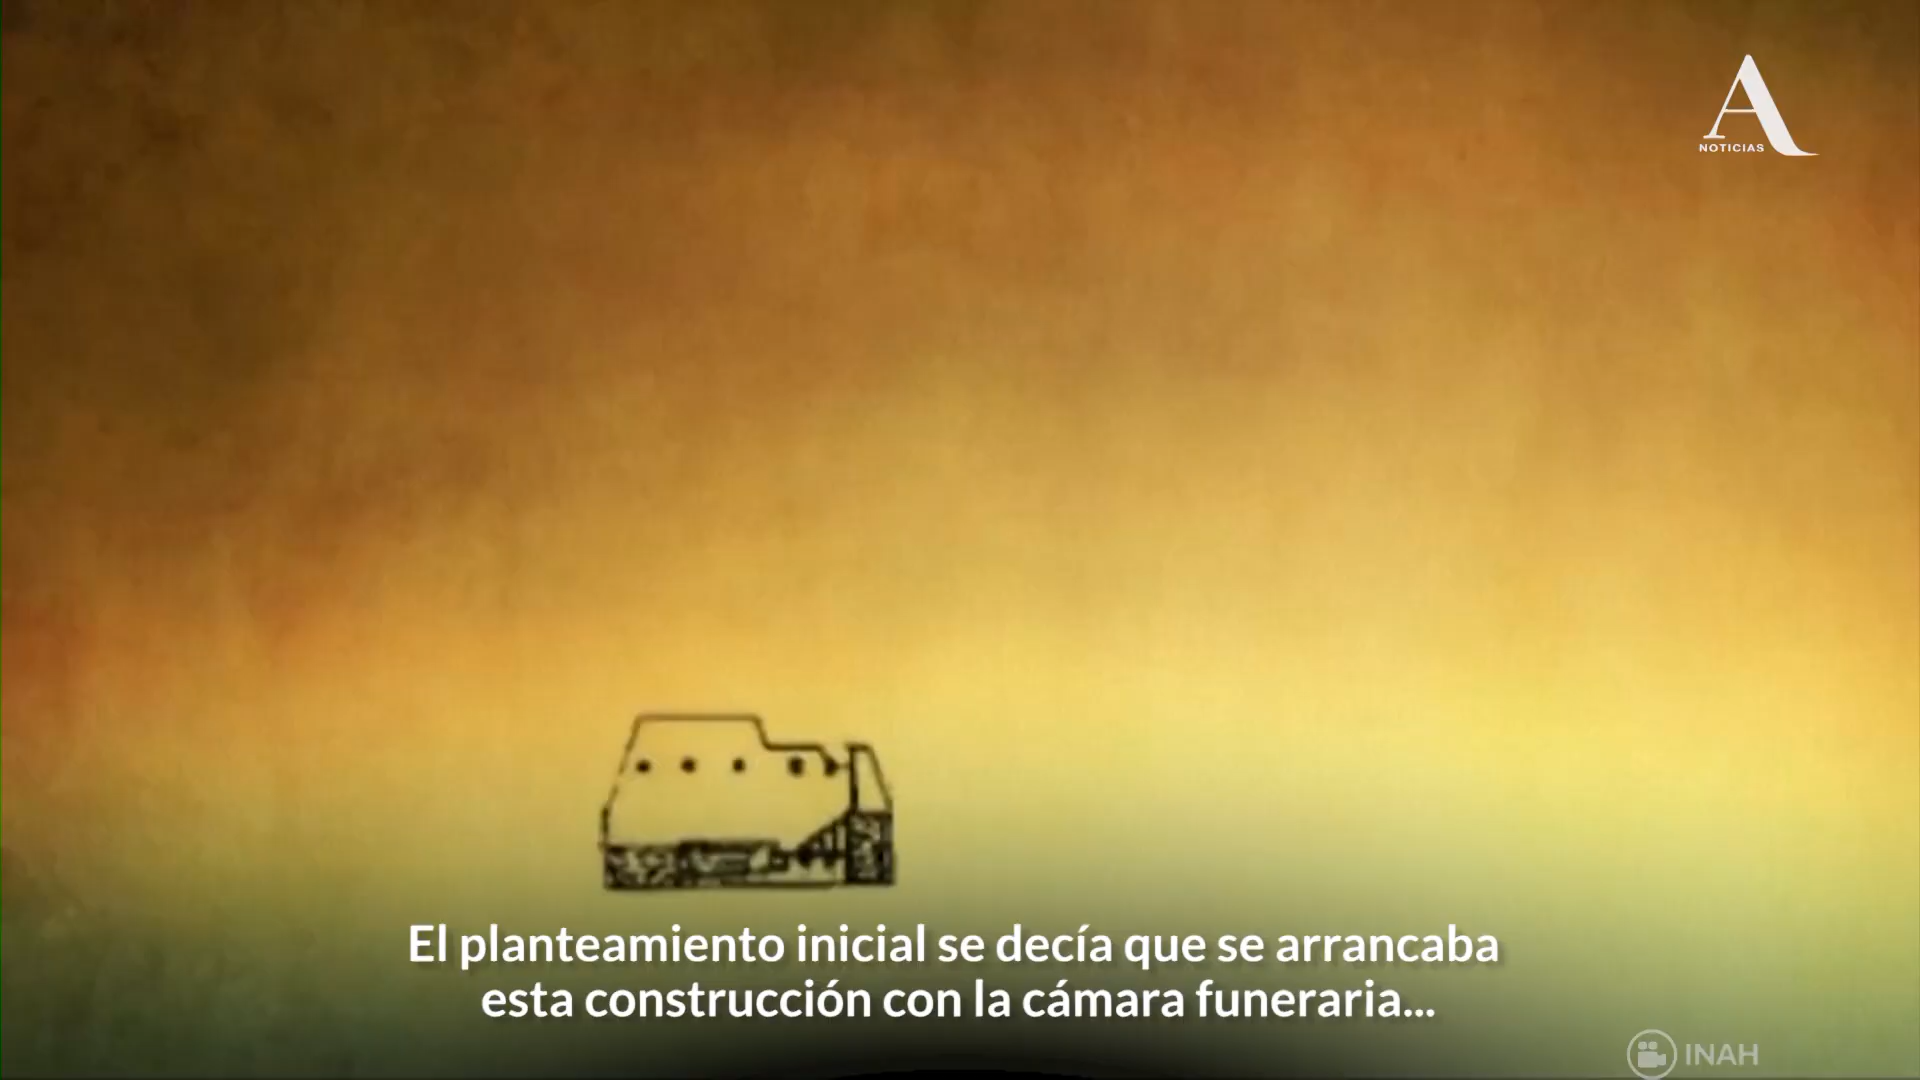 A
NOTICIAS
El planteamiento inicial se decía que se arrancaba
esta construcción con la cámara funeraria...
INAH